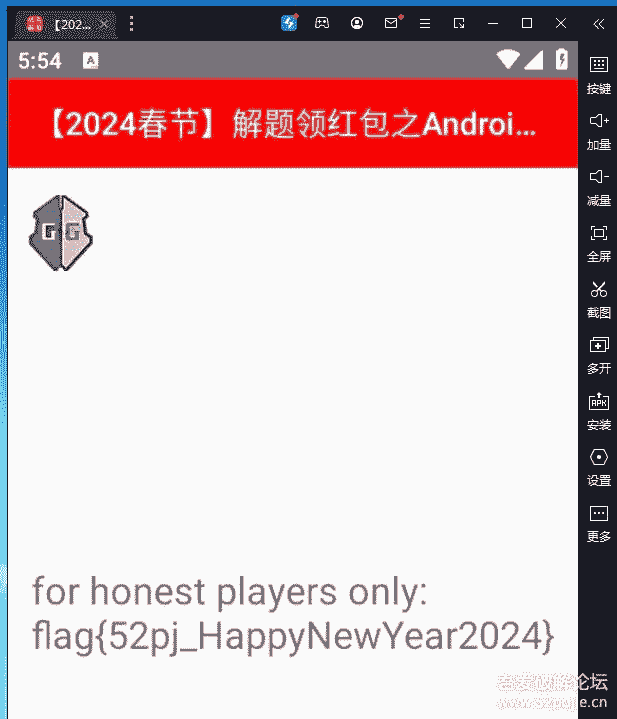 【202...
5:54
A
【2024春节】解题领红包之Androi...
GG
for honest players only:
flag{52pj_HappyNewYear2024}
按键
加量
减量
全屏
截图
多开
APK
安装
设置
更多
吾爱破解论坛
www.52pojie.cn